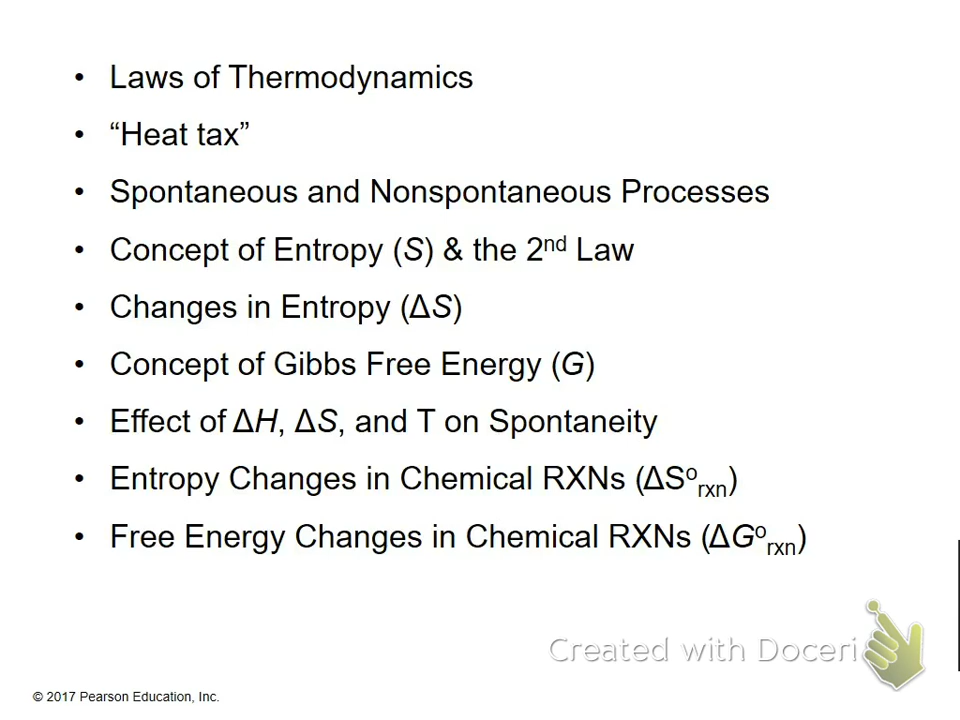 • Laws of Thermodynamics
• “Heat tax”
• Spontaneous and Nonspontaneous Processes
• Concept of Entropy (S) & the 2nd Law
• Changes in Entropy (ΔS)
• Concept of Gibbs Free Energy (G)
• Effect of ΔH, ΔS, and T on Spontaneity
• Entropy Changes in Chemical RXNs (ΔSorxn)
• Free Energy Changes in Chemical RXNs (ΔGorxn)
Created with Doceri
© 2017 Pearson Education, Inc.